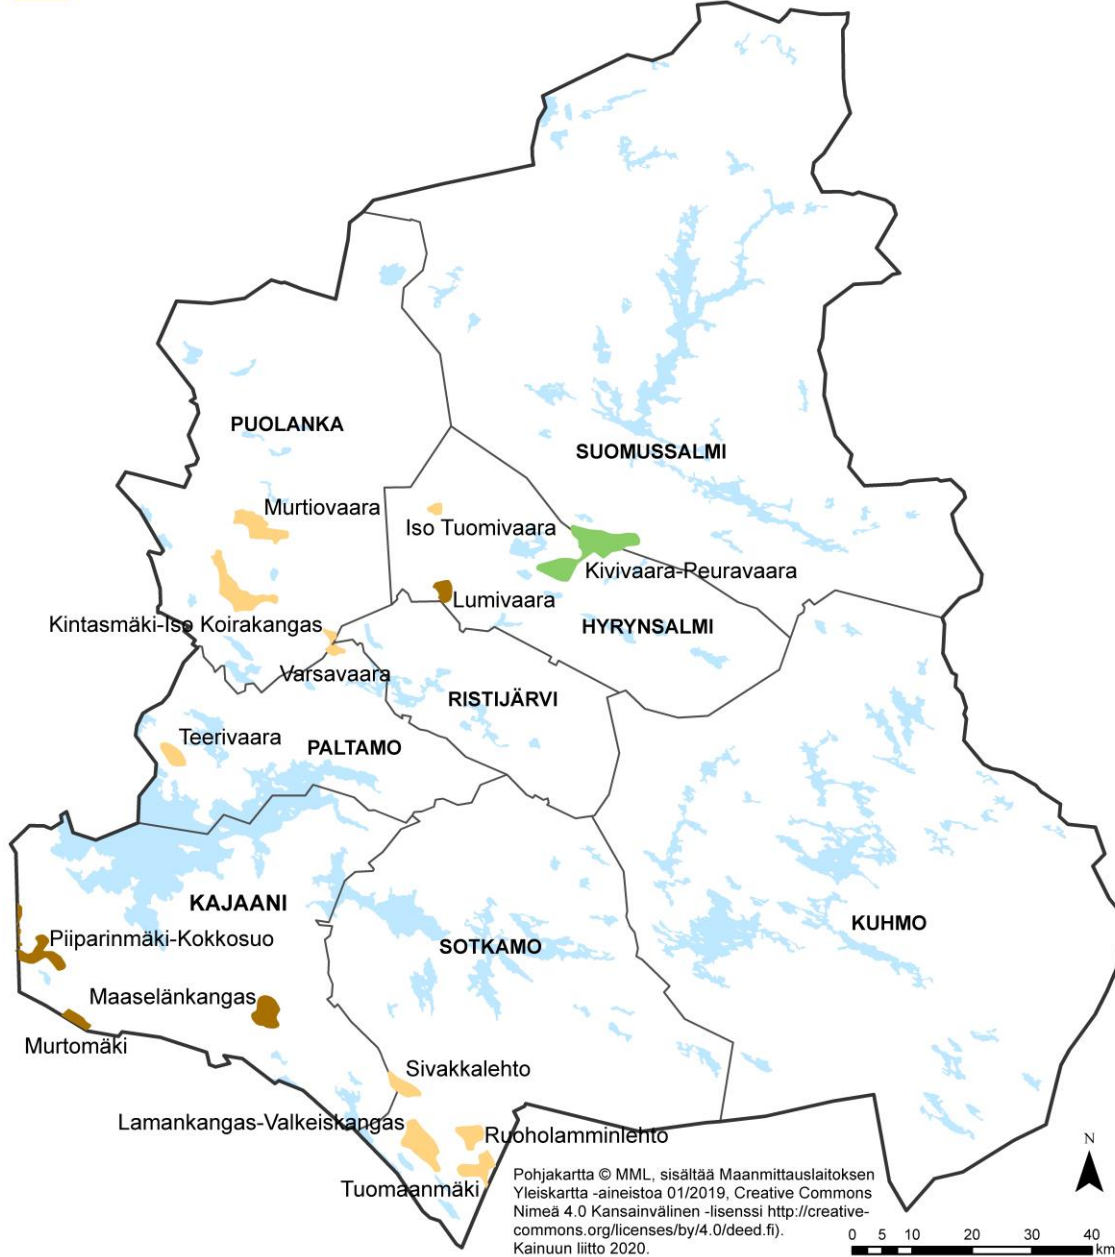 PUOLANKA
SUOMUSSALMI
Murtiovaara
Iso Tuomivaara
Kivivaara-Peuravaara
Lumivaara
Kintasmäki-Iso Koirakangas
HYRYNSALMI
Varsavaara
RISTIJÄRVI
Teerivaara
PALTAMO
KAJAANI
KUHMO
Piiparinmäki-Kokkosuo
SOTKAMO
Maaselänkangas
Murtomäki
Sivakkalehto
Lamankangas-Valkeiskangas
Ruoholamminlehto
Tuomaanmäki
Pohjakartta © MML, sisältää Maanmittauslaitoksen
Yleiskartta -aineistoa 01/2019, Creative Commons
Nimeä 4.0 Kansainvälinen -lisenssi http://creative-
commons.org/licenses/by/4.0/deed.fi).
Kainuun liitto 2020.
N
0 5 10 20 30 40
km